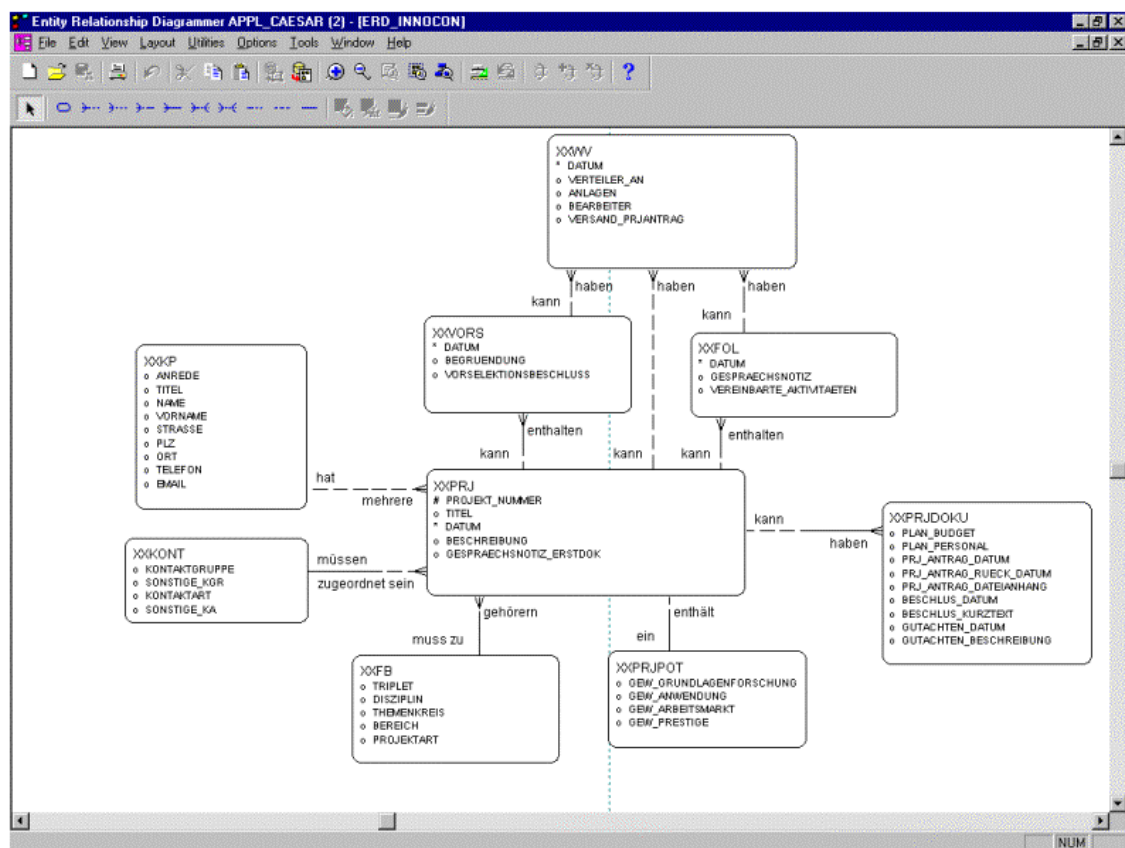 Entity Relationship Diagrammer APPL_CAESAR (2) - [ERD_INNOCON]
File Edit View Layout Utilities Options Tools Window Help
XXWV
* DATUM
o VERTEILER_AN
o ANLAGEN
o BEARBEITER
o VERSAND_PRJANTRAG
haben
haben
haben
kann
kann
XXVORS
* DATUM
o BEGRUENDUNG
o VORSELEKTIONSBESCHLUSS
XXFOL
* DATUM
o GESPRAECHSNOTIZ
o VEREINBARTE_AKTIVITAETEN
XXKP
o ANREDE
o TITEL
o NAME
o VORNAME
o STRASSE
o PLZ
o ORT
o TELEFON
o EMAIL
enthalten
enthalten
kann
kann
kann
hat
mehrere
XXPRJ
# PROJEKT_NUMMER
o TITEL
* DATUM
o BESCHREIBUNG
o GESPRAECHSNOTIZ_ERSTDOK
kann
haben
XXPRJDOKU
o PLAN_BUDGET
o PLAN_PERSONAL
o PRJ_ANTRAG_DATUM
o PRJ_ANTRAG_RUECK_DATUM
o PRJ_ANTRAG_DATEIANHANG
o BESCHLUS_DATUM
o BESCHLUS_KURZTEXT
o GUTACHTEN_DATUM
o GUTACHTEN_BESCHREIBUNG
XXKONT
o KONTAKTGRUPPE
o SONSTIGE_KGR
o KONTAKTART
o SONSTIGE_KA
müssen
zugeordnet sein
gehörern
muss zu
enthält
ein
XXFB
o TRIPLET
o DISZIPLIN
o THEMENKREIS
o BEREICH
o PROJEKTART
XXPRJPOT
o GEW_GRUNDLAGENFORSCHUNG
o GEW_ANWENDUNG
o GEW_ARBEITSMARKT
o GEW_PRESTIGE
NUM